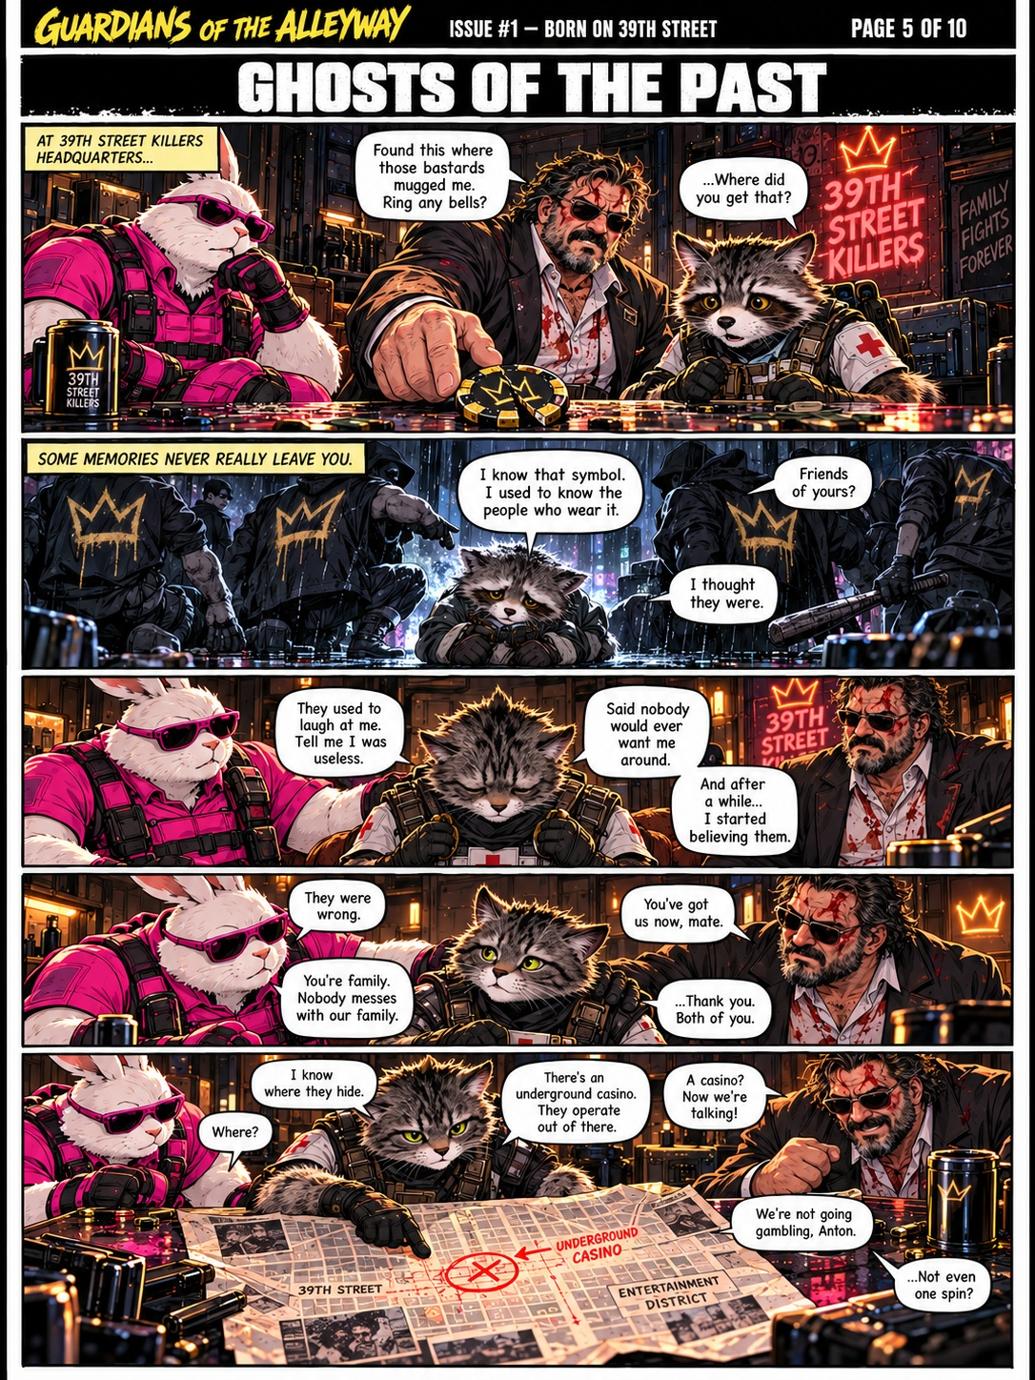 GUARDIANS OF THE ALLEYWAY
ISSUE #1 – BORN ON 39TH STREET
PAGE 5 OF 10
GHOSTS OF THE PAST
AT 39TH STREET KILLERS
HEADQUARTERS...
Found this where
those bastards
mugged me.
Ring any bells?
...Where did
you get that?
39TH
STREET
KILLERS
FAMILY
FIGHTS
FOREVER
39TH
STREET
KILLERS
SOME MEMORIES NEVER REALLY LEAVE YOU.
I know that symbol.
I used to know the
people who wear it.
Friends
of yours?
I thought
they were.
They used to
laugh at me.
Tell me I was
useless.
Said nobody
would ever
want me
around.
And after
a while...
I started
believing them.
39TH
STREET
They were
wrong.
You're family.
Nobody messes
with our family.
You've got
us now, mate.
...Thank you.
Both of you.
I know
where they hide.
Where?
There's an
underground casino.
They operate
out of there.
A casino?
Now we're
talking!
We're not going
gambling, Anton.
...Not even
one spin?
UNDERGROUND
CASINO
39TH STREET
ENTERTAINMENT
DISTRICT